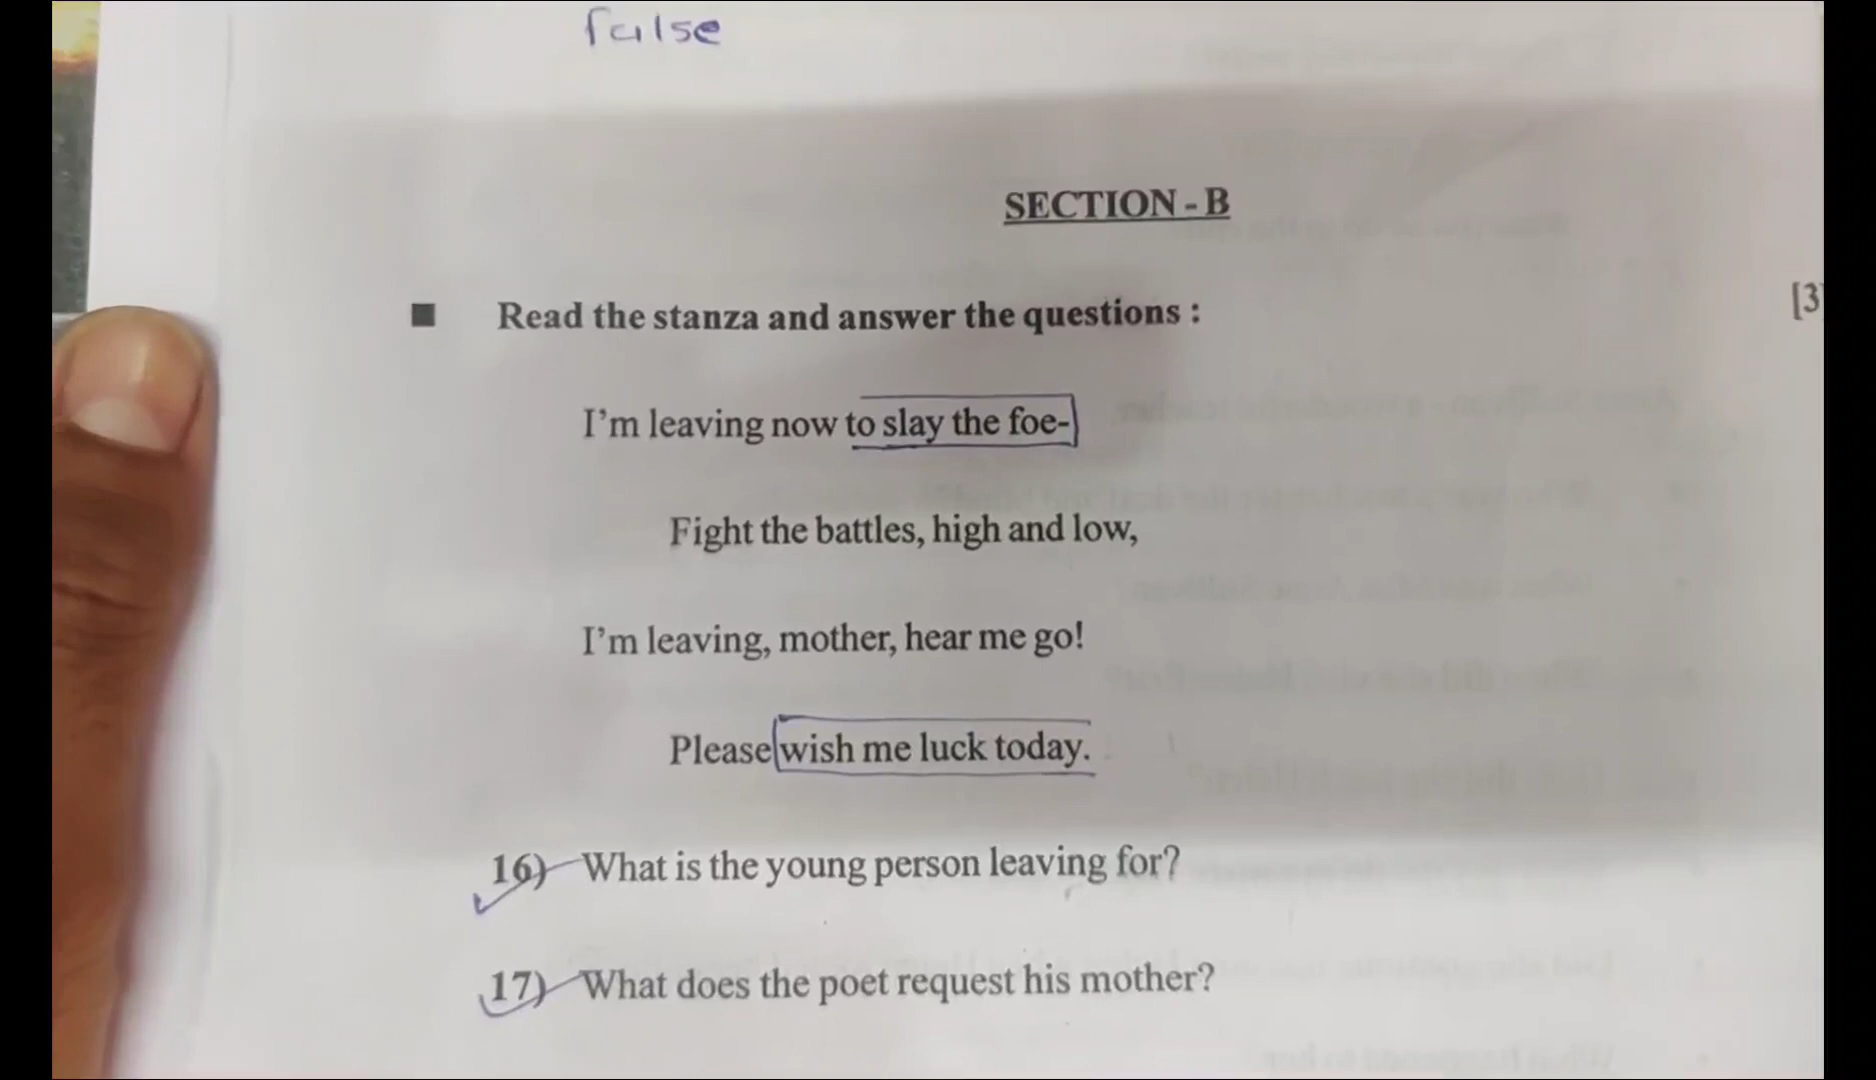 false
SECTION - B
■ Read the stanza and answer the questions : [3]
I'm leaving now to slay the foe-
Fight the battles, high and low,
I'm leaving, mother, hear me go!
Please wish me luck today.
16) What is the young person leaving for?
17) What does the poet request his mother?